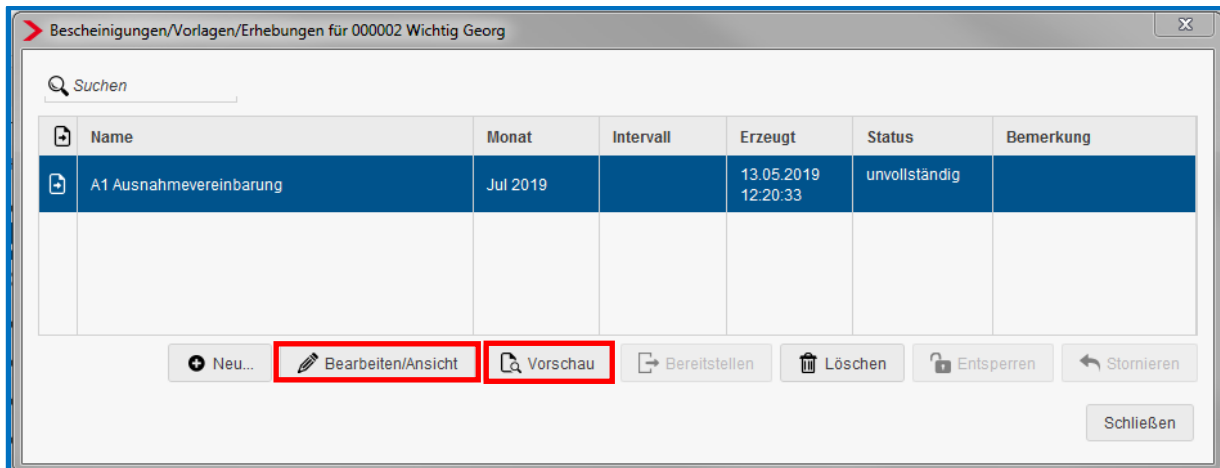 Bescheinigungen/Vorlagen/Erhebungen für 000002 Wichtig Georg
Suchen
Name Monat Intervall Erzeugt Status Bemerkung
A1 Ausnahmevereinbarung Jul 2019 13.05.2019 unvollständig
12:20:33
Neu... Bearbeiten/Ansicht Vorschau Bereitstellen Löschen Entsperren Stornieren
Schließen